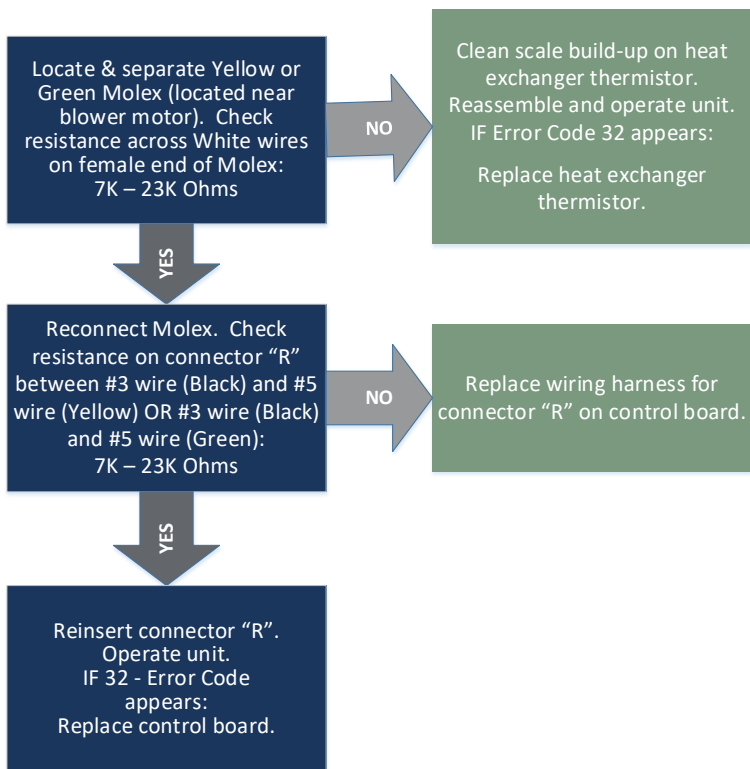 Locate & separate Yellow or
Green Molex (located near
blower motor).  Check
resistance across White wires
on female end of Molex:
7K – 23K Ohms
NO
Clean scale build-up on heat
exchanger thermistor.
Reassemble and operate unit.
IF Error Code 32 appears:
Replace heat exchanger
thermistor.
YES
Reconnect Molex.  Check
resistance on connector “R”
between #3 wire (Black) and #5
wire (Yellow) OR #3 wire (Black)
and #5 wire (Green):
7K – 23K Ohms
NO
Replace wiring harness for
connector “R” on control board.
YES
Reinsert connector “R”.
Operate unit.
IF 32 - Error Code
appears:
Replace control board.